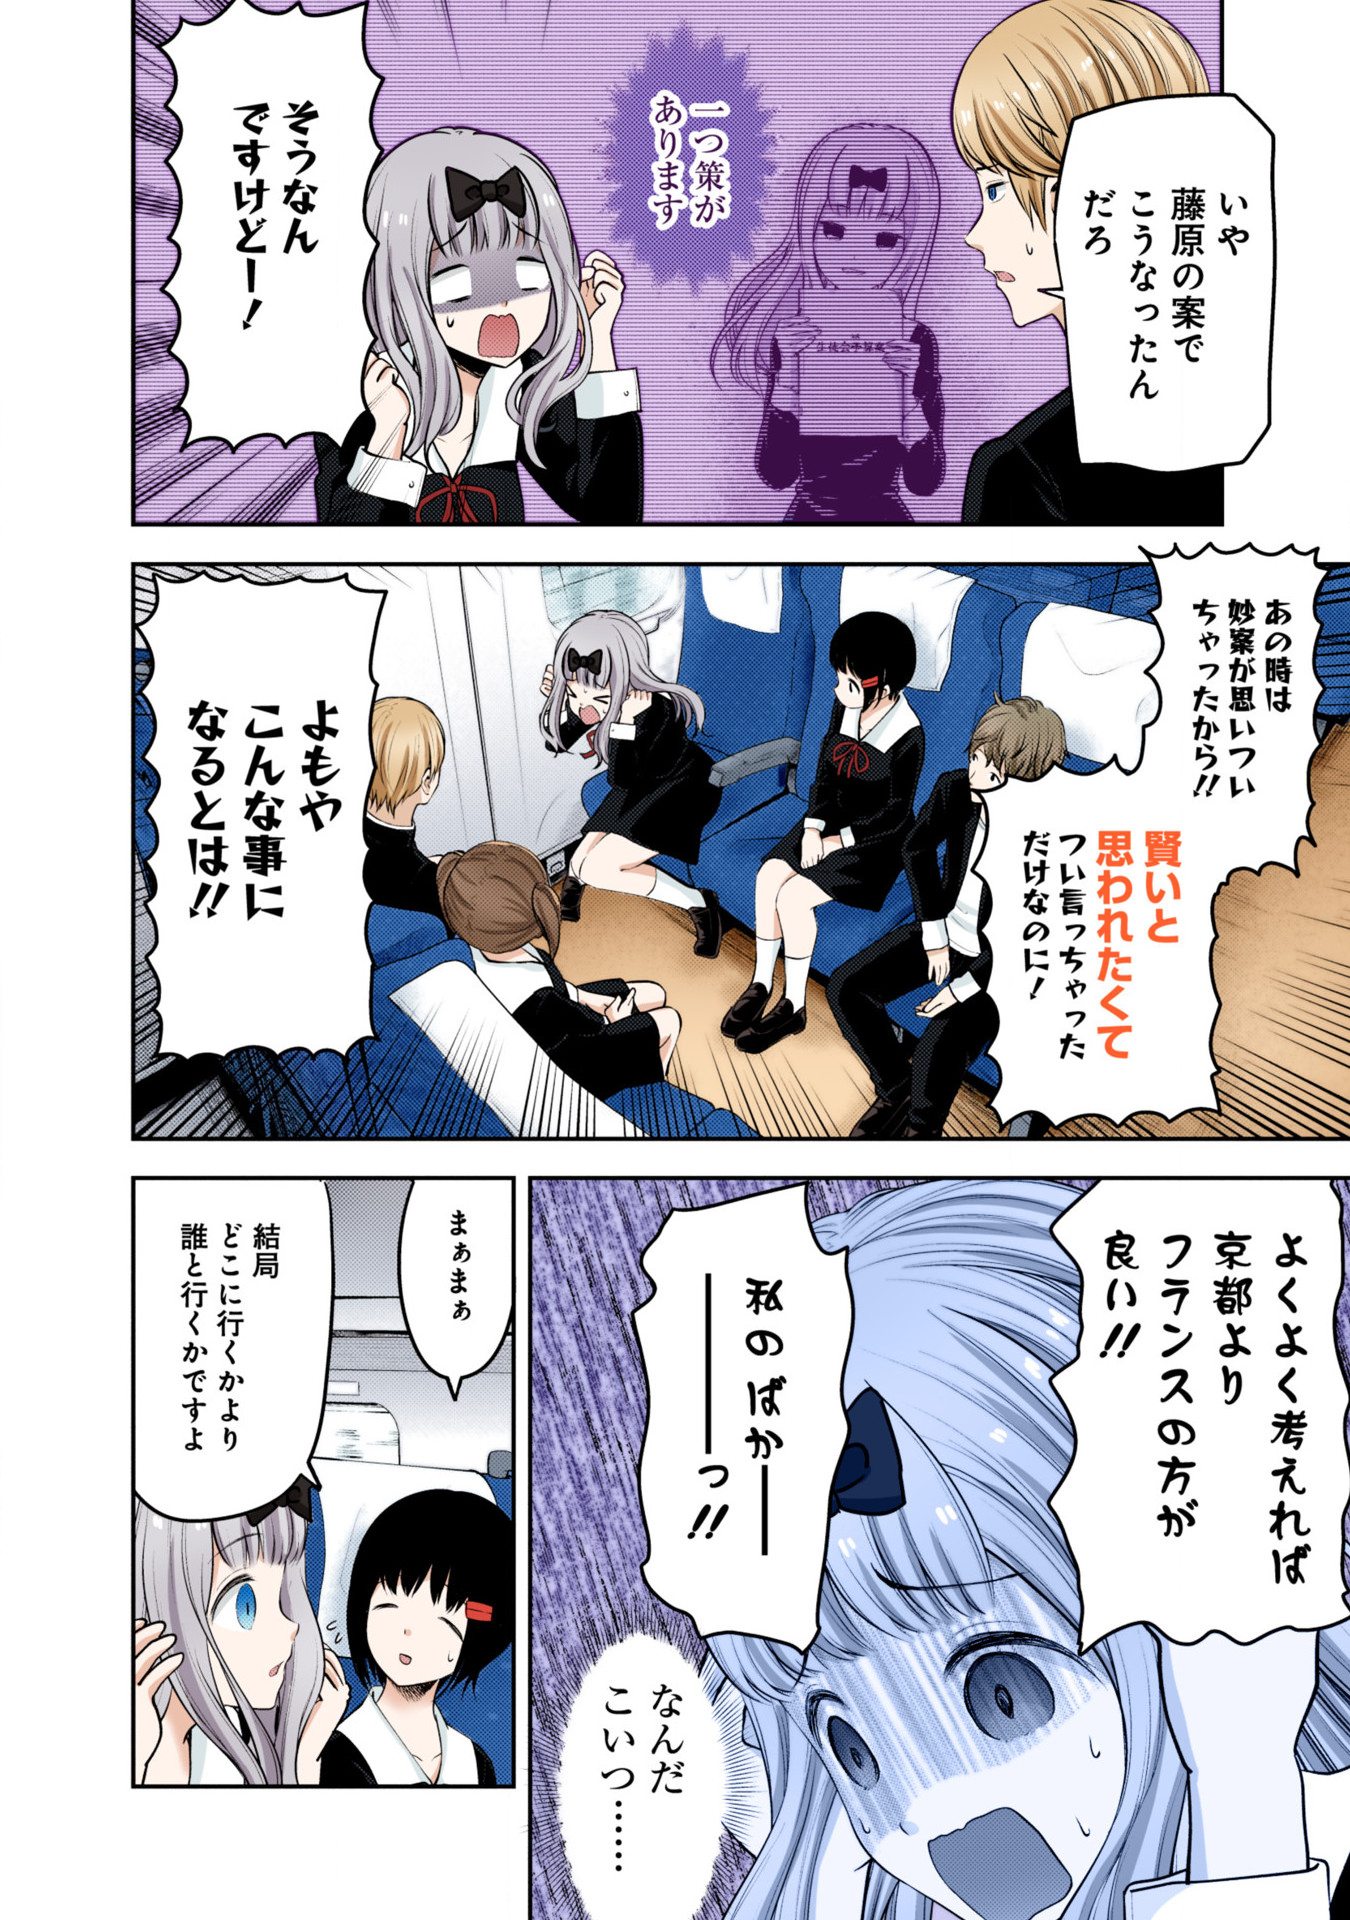 いや
藤原の案で
こうなったん
だろ
一つ策が
あります
そうなん
ですけどー！
あの時は
妙案が思いつい
ちゃったから！！
賢いと
思われたくて
つい言っちゃった
だけなのに！
よもや
こんな事に
なるとは！！
よくよく考えれば
京都より
フランスの方が
良い！！
私のばか―
―っ！！
なんだ
こいつ……
まぁまぁ
結局
どこに行くかより
誰と行くかですよ